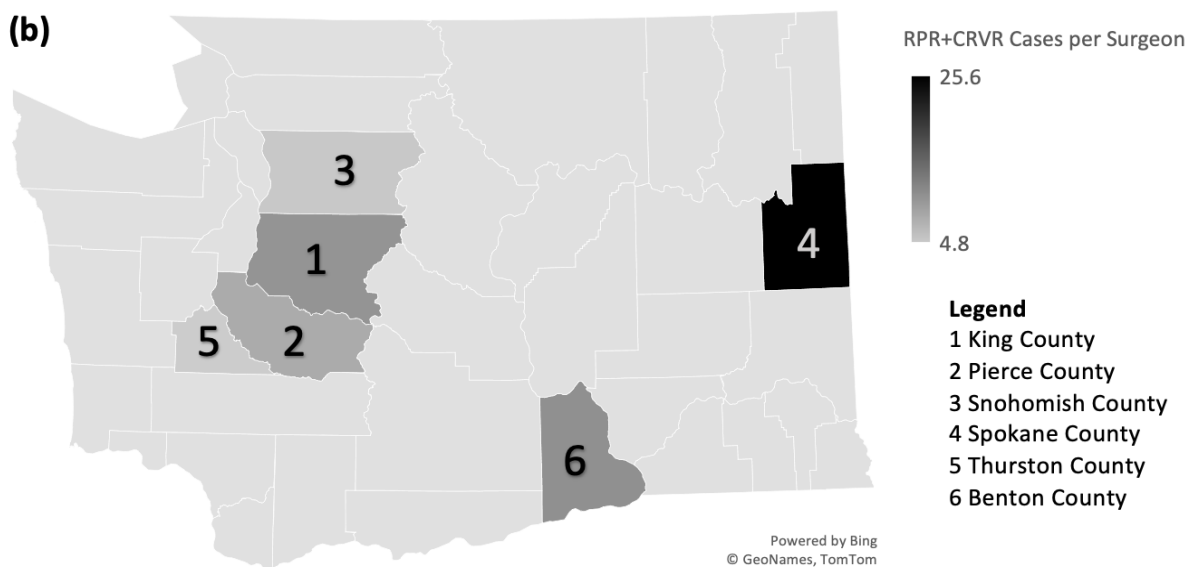 (b)
RPR+CRVR Cases per Surgeon
25.6
4.8
3
1
4
5
2
6
Legend
1 King County
2 Pierce County
3 Snohomish County
4 Spokane County
5 Thurston County
6 Benton County
Powered by Bing
© GeoNames, TomTom